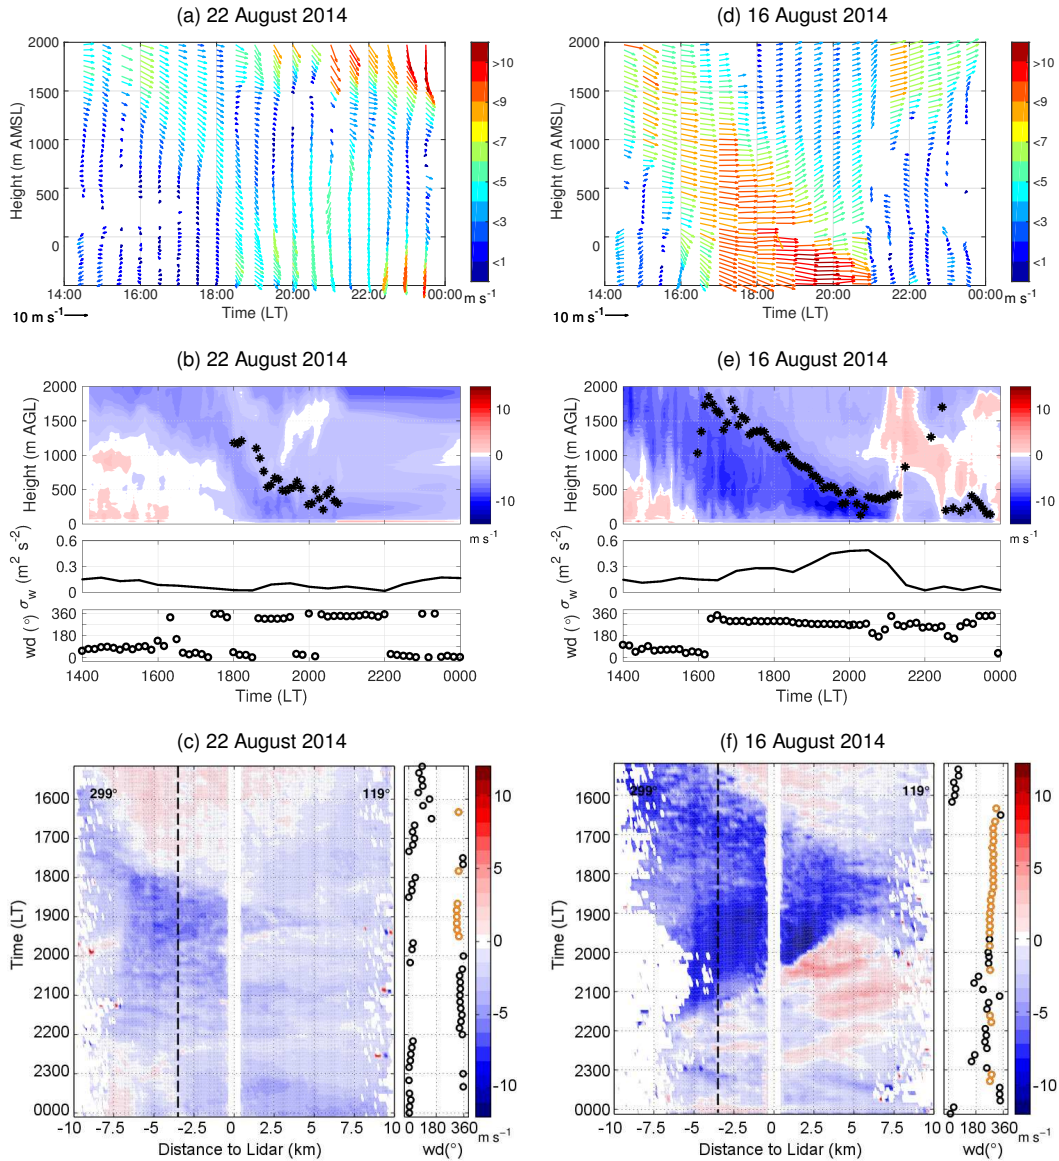 (a) 22 August 2014
(d) 16 August 2014
2000
1500
1000
500
0
Height (m AMSL)
14:00 16:00 18:00 20:00 22:00 00:00
Time (LT)
10 m s-1
>10
<9
<7
<5
<3
<1
m s-1
2000
1500
1000
500
0
Height (m AMSL)
14:00 16:00 18:00 20:00 22:00 00:00
Time (LT)
10 m s-1
>10
<9
<7
<5
<3
<1
m s-1
(b) 22 August 2014
(e) 16 August 2014
2000
1500
1000
500
0
Height (m AGL)
10
5
0
-5
-10
m s-1
0.6
0.3
0
σw (m2 s-2)
360
180
0
wd (°)
1400 1600 1800 2000 2200 0000
Time (LT)
2000
1500
1000
500
0
Height (m AGL)
10
5
0
-5
-10
m s-1
0.6
0.3
0
σw (m2 s-2)
360
180
0
wd (°)
1400 1600 1800 2000 2200 0000
Time (LT)
(c) 22 August 2014
(f) 16 August 2014
299° 119°
1600
1700
1800
1900
2000
2100
2200
2300
0000
Time (LT)
-10 -7.5 -5 -2.5 0 2.5 5 7.5 10
Distance to Lidar (km)
0 180 360
wd(°)
10
5
0
-5
-10
m s-1
299° 119°
1600
1700
1800
1900
2000
2100
2200
2300
0000
Time (LT)
-10 -7.5 -5 -2.5 0 2.5 5 7.5 10
Distance to Lidar (km)
0 180 360
wd(°)
10
5
0
-5
-10
m s-1